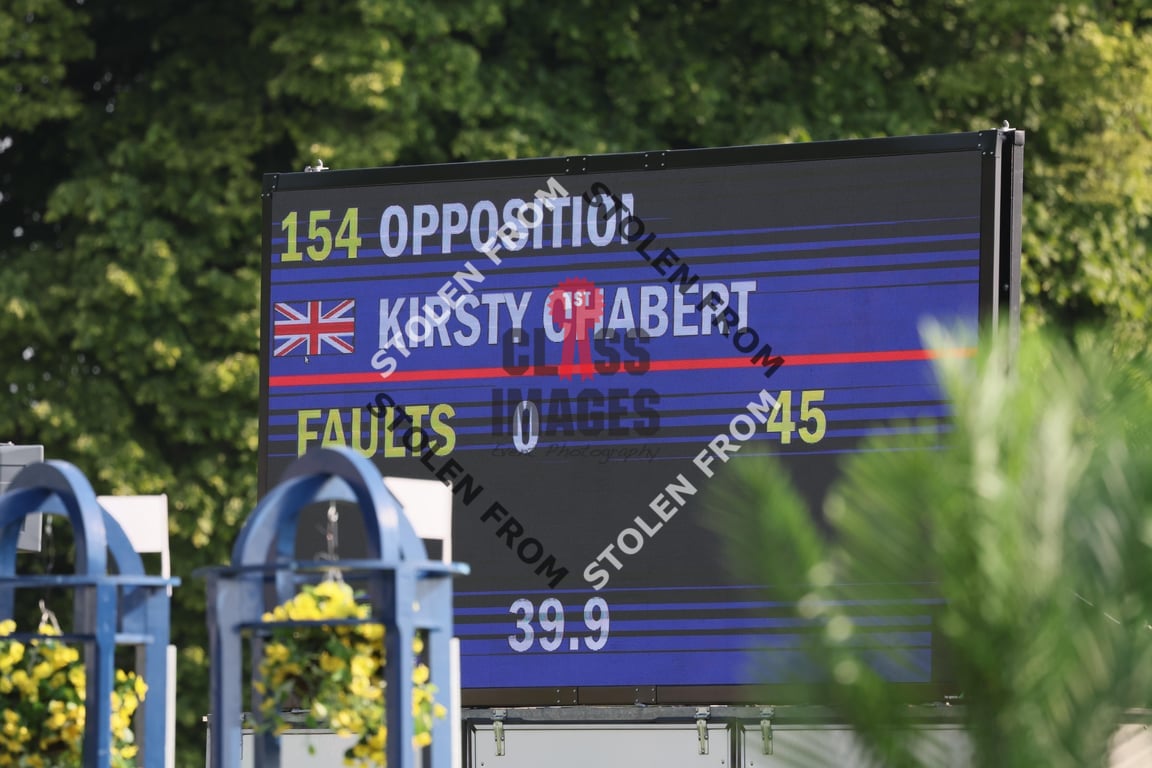 154 OPPOSITION
KIRSTY CHABERT
FAULTS 0 45
39.9
STOLEN FROM
STOLEN FROM
STOLEN FROM
STOLEN FROM
1ST
CLASS
IMAGES
Event Photography